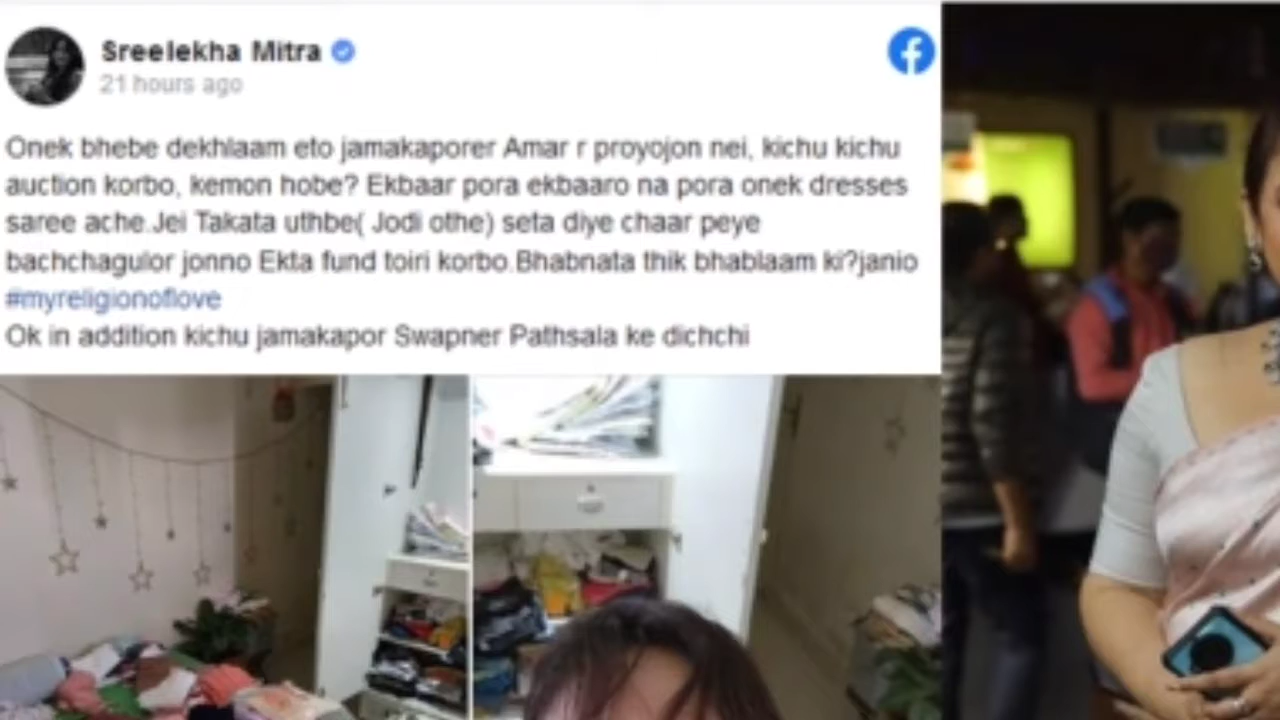 Sreelekha Mitra
21 hours ago
Onek bhebe dekhlaam eto jamakaporer Amar r proyojon nei, kichu kichu
auction korbo, kemon hobe? Ekbaar pora ekbaaro na pora onek dresses
saree ache.Jei Takata uthbe( Jodi othe) seta diye chaar peye
bachchagulor jonno Ekta fund toiri korbo.Bhabnata thik bhablaam ki?janio
#myreligionoflove
Ok in addition kichu jamakapor Swapner Pathsala ke dichchi